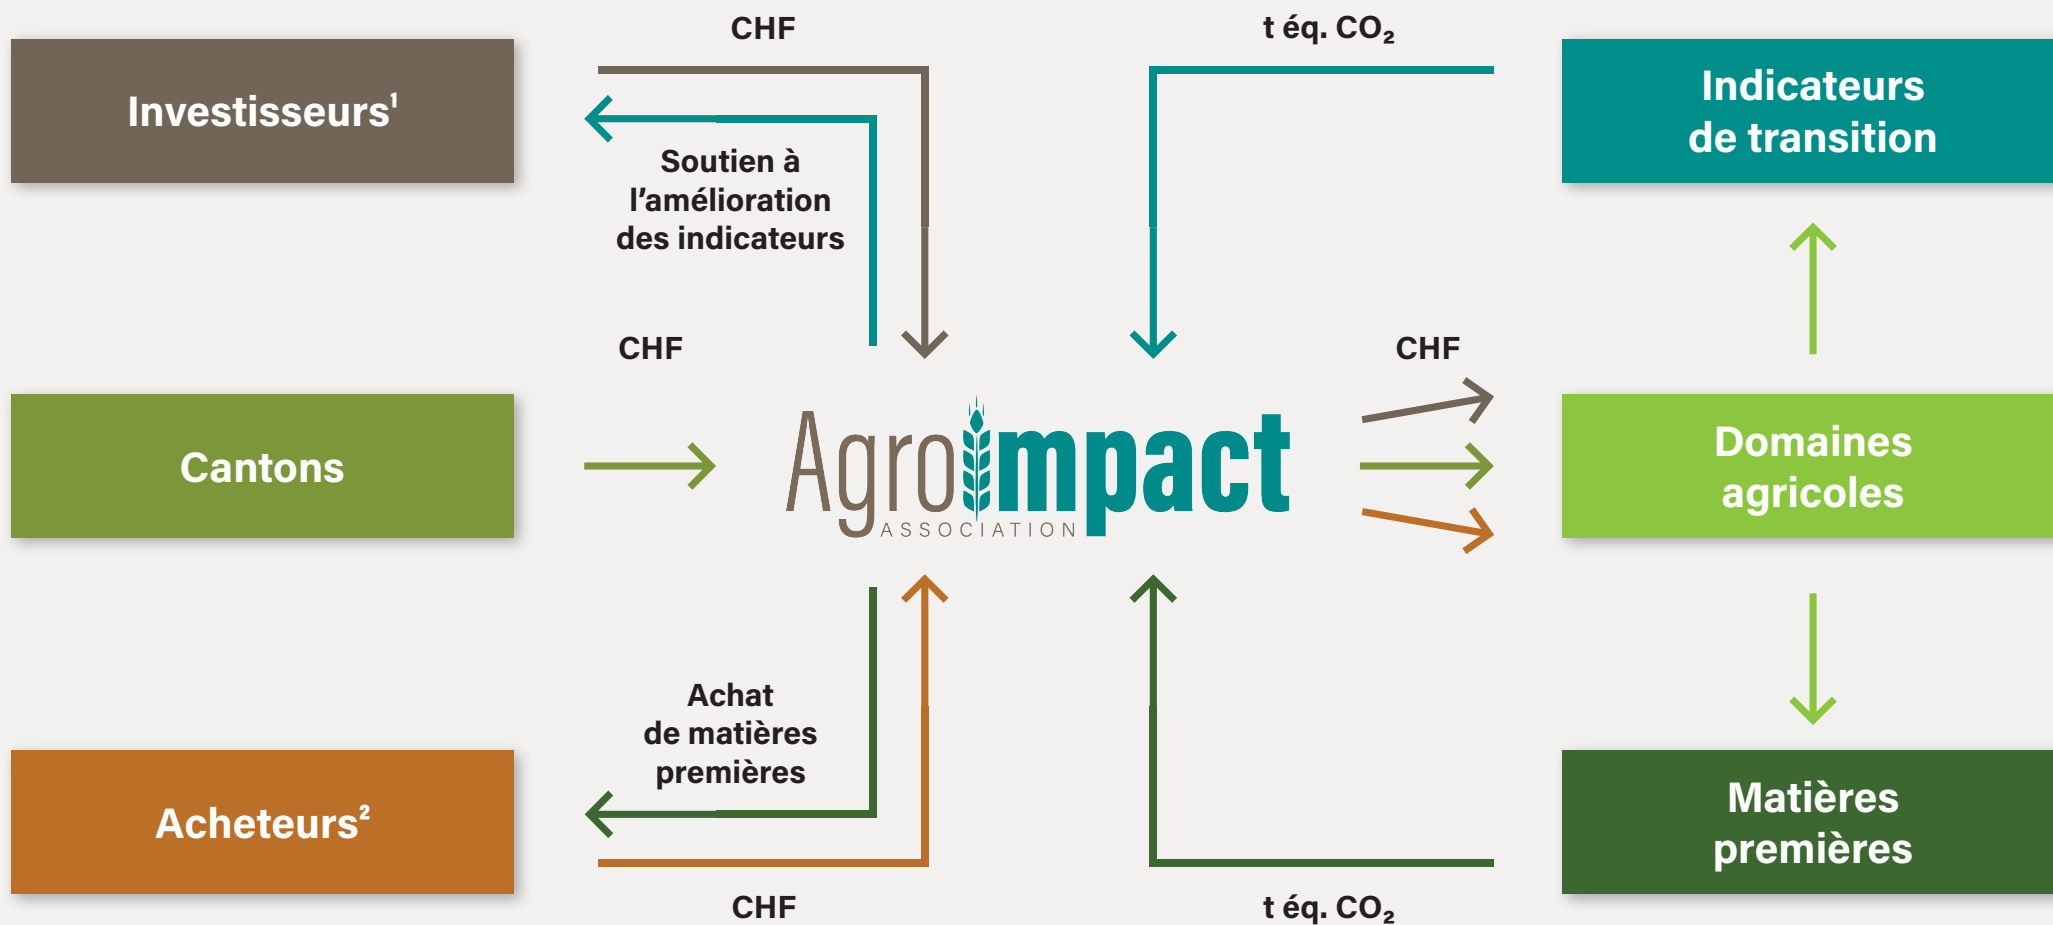 CHF
t éq. CO₂
Investisseurs¹
Indicateurs
de transition
Soutien à
l’amélioration
des indicateurs
CHF
CHF
Cantons
Agroimpact
ASSOCIATION
Domaines
agricoles
Achat
de matières
premières
Acheteurs²
Matières
premières
CHF
t éq. CO₂